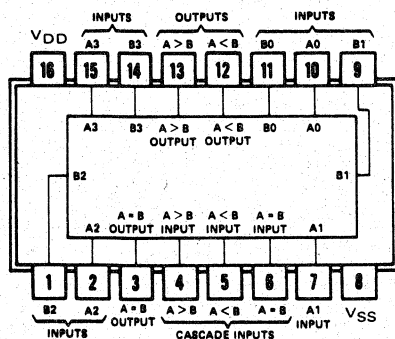 INPUTS OUTPUTS INPUTS
VDD A3 B3 A > B A < B B0 A0 B1
16 15 14 13 12 11 10 9
A3 B3 A > B A < B B0 A0
OUTPUT OUTPUT
B2 B1
A = B A > B A < B A = B
A2 OUTPUT INPUT INPUT INPUT A1
1 2 3 4 5 6 7 8
B2 A2 A = B A > B A < B A = B A1 VSS
OUTPUT INPUT
INPUTS CASCADE INPUTS